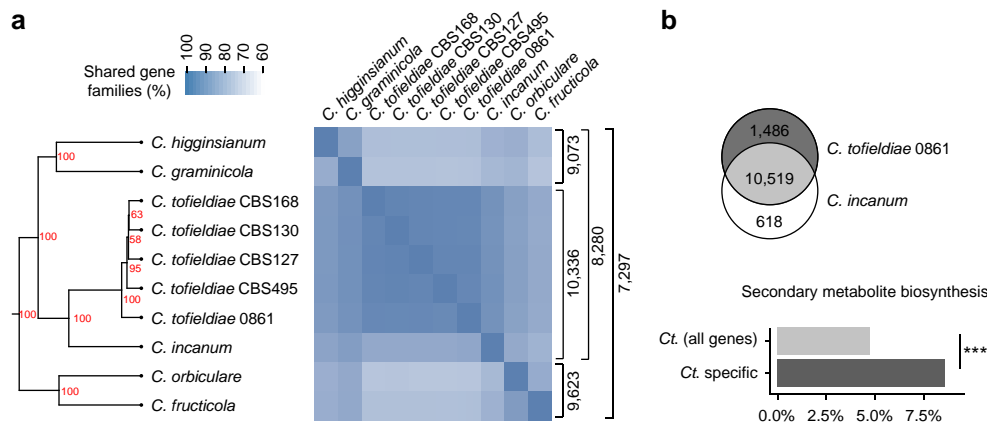 a
Shared gene
families (%)
100
90
80
70
60
C. higginsianum
C. graminicola
C. tofieldiae CBS168
C. tofieldiae CBS130
C. tofieldiae CBS127
C. tofieldiae CBS495
C. tofieldiae 0861
C. incanum
C. orbiculare
C. fructicola
C. higginsianum
C. graminicola
C. tofieldiae CBS168
C. tofieldiae CBS130
C. tofieldiae CBS127
C. tofieldiae CBS495
C. tofieldiae 0861
C. incanum
C. orbiculare
C. fructicola
100
100
63
58
95
100
100
100
100
9,073
10,336
9,623
8,280
7,297
b
1,486
10,519
618
C. tofieldiae 0861
C. incanum
Secondary metabolite biosynthesis
Ct. (all genes)
Ct. specific
***
0.0%
2.5%
5.0%
7.5%